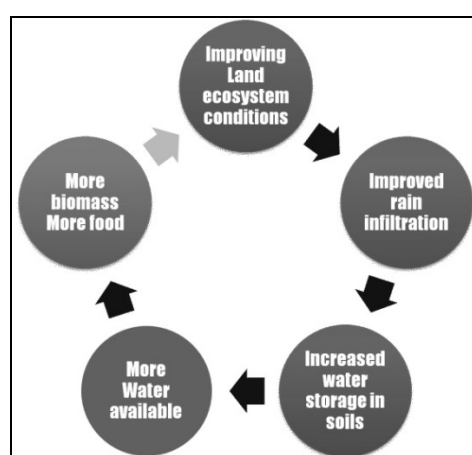 Improving
Land
ecosystem
conditions
Improved
rain
infiltration
Increased
water
storage in
soils
More
Water
available
More
biomass
More food